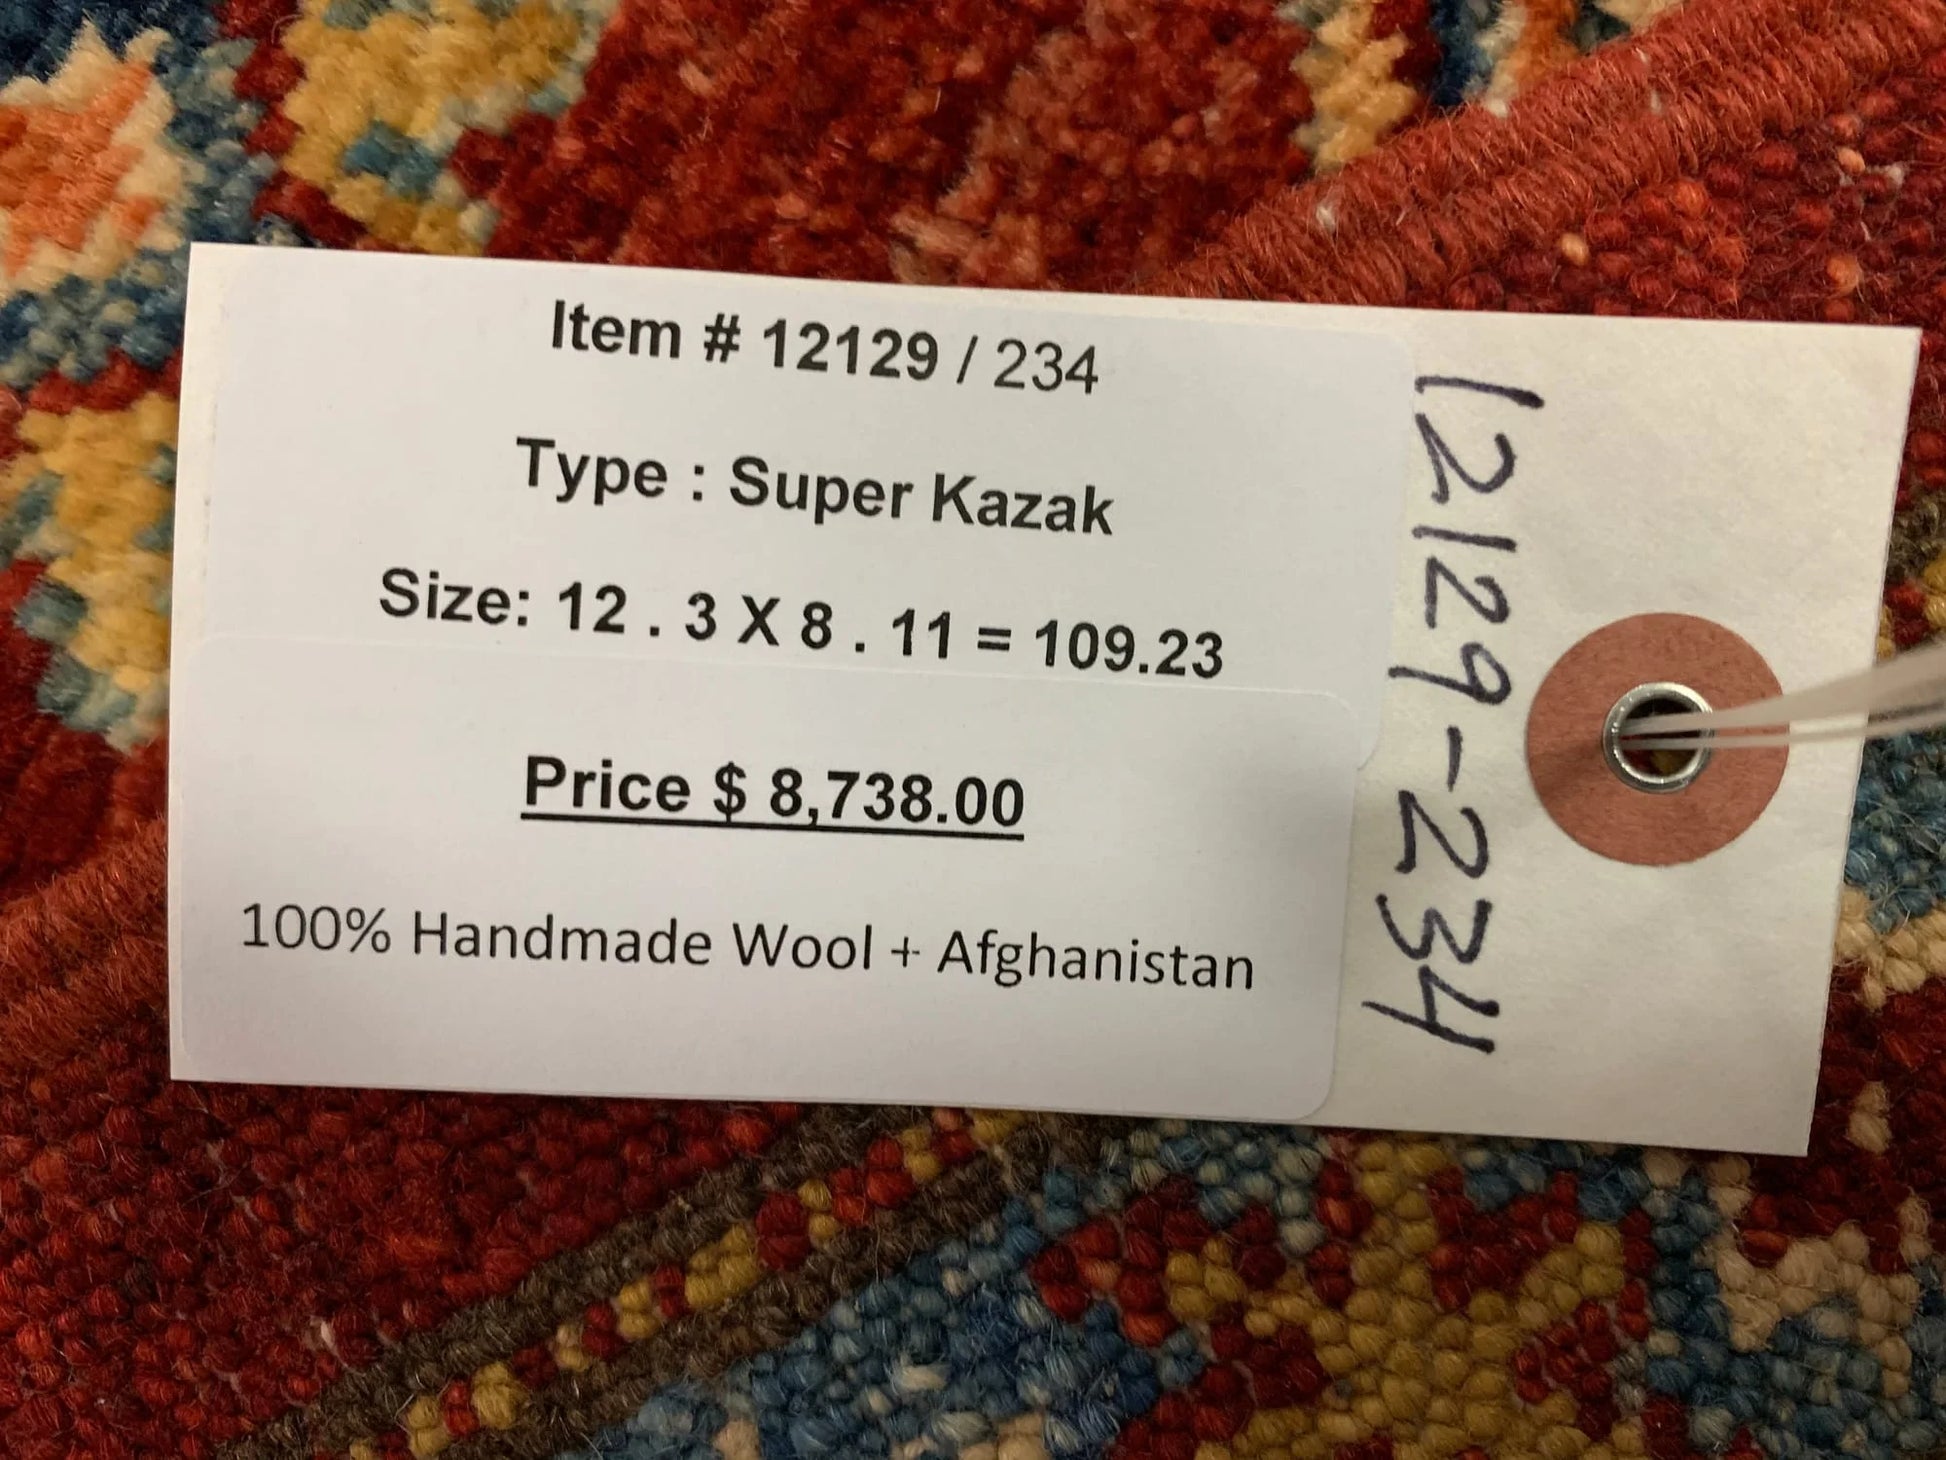 Item # 12129 / 234
Type : Super Kazak
Size: 12 . 3 X 8 . 11 = 109.23
Price $ 8,738.00
100% Handmade Wool + Afghanistan
12129-234